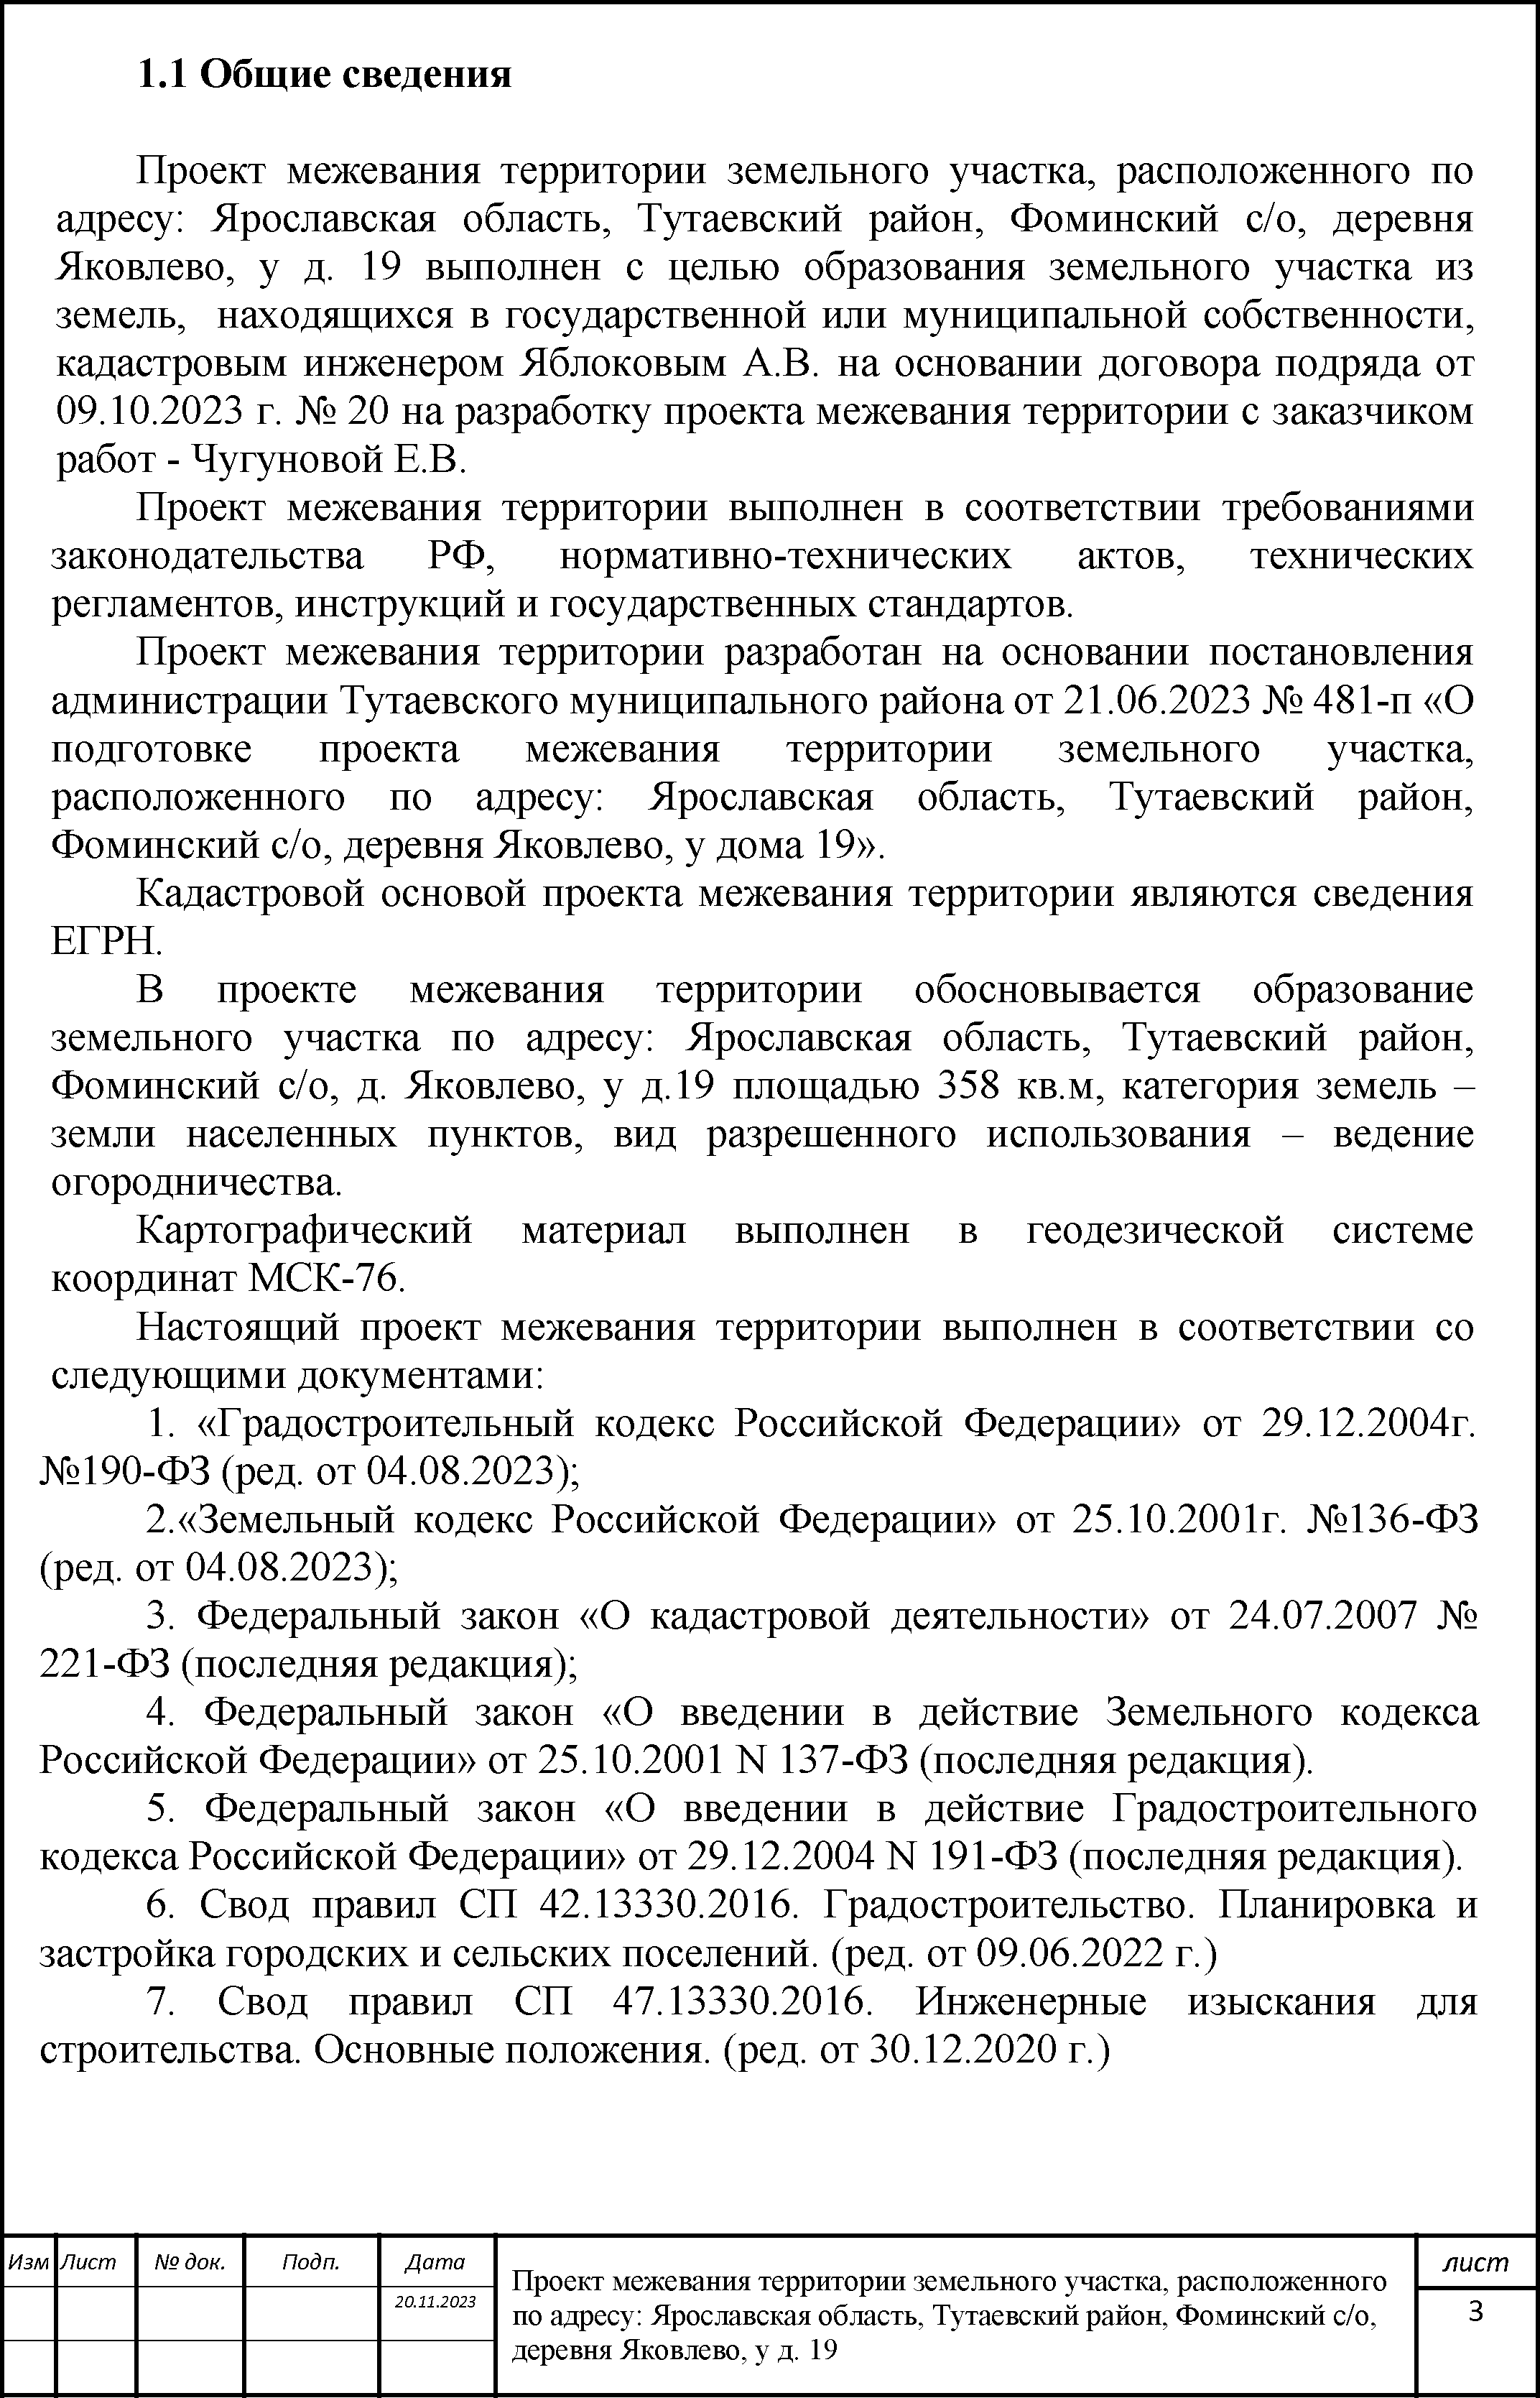 1.1 Общие сведения
Проект межевания территории земельного участка, расположенного по
адресу: Ярославская область, Тутаевский район, Фоминский с/о, деревня
Яковлево, у д. 19 выполнен с целью образования земельного участка из
земель, находящихся в государственной или муниципальной собственности,
кадастровым инженером Яблоковым А.В. на основании договора подряда от
09.10.2023 г. № 20 на разработку проекта межевания территории с заказчиком
работ - Чугуновой Е.В.
Проект межевания территории выполнен в соответствии требованиями
законодательства РФ, нормативно-технических актов, технических
регламентов, инструкций и государственных стандартов.
Проект межевания территории разработан на основании постановления
администрации Тутаевского муниципального района от 21.06.2023 № 481-п «О
подготовке проекта межевания территории земельного участка,
расположенного по адресу: Ярославская область, Тутаевский район,
Фоминский с/о, деревня Яковлево, у дома 19».
Кадастровой основой проекта межевания территории являются сведения
ЕГРН.
В проекте межевания территории обосновывается образование
земельного участка по адресу: Ярославская область, Тутаевский район,
Фоминский с/о, д. Яковлево, у д.19 площадью 358 кв.м, категория земель –
земли населенных пунктов, вид разрешенного использования – ведение
огородничества.
Картографический материал выполнен в геодезической системе
координат МСК-76.
Настоящий проект межевания территории выполнен в соответствии со
следующими документами:
1. «Градостроительный кодекс Российской Федерации» от 29.12.2004г.
№190-ФЗ (ред. от 04.08.2023);
2.«Земельный кодекс Российской Федерации» от 25.10.2001г. №136-ФЗ
(ред. от 04.08.2023);
3. Федеральный закон «О кадастровой деятельности» от 24.07.2007 №
221-ФЗ (последняя редакция);
4. Федеральный закон «О введении в действие Земельного кодекса
Российской Федерации» от 25.10.2001 N 137-ФЗ (последняя редакция).
5. Федеральный закон «О введении в действие Градостроительного
кодекса Российской Федерации» от 29.12.2004 N 191-ФЗ (последняя редакция).
6. Свод правил СП 42.13330.2016. Градостроительство. Планировка и
застройка городских и сельских поселений. (ред. от 09.06.2022 г.)
7. Свод правил СП 47.13330.2016. Инженерные изыскания для
строительства. Основные положения. (ред. от 30.12.2020 г.)
Изм Лист № док. Подп. Дата
20.11.2023
Проект межевания территории земельного участка, расположенного
по адресу: Ярославская область, Тутаевский район, Фоминский с/о,
деревня Яковлево, у д. 19
лист
3